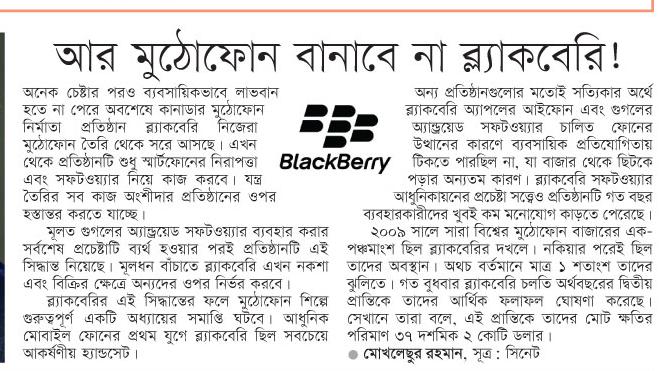 আর মুঠোফোন বানাবে না ব্ল্যাকবেরি!
অনেক চেষ্টার পরও ব্যবসায়িকভাবে লাভবান
হতে না পেরে অবশেষে কানাডার মুঠোফোন
নির্মাতা প্রতিষ্ঠান ব্ল্যাকবেরি নিজেরা
মুঠোফোন তৈরি থেকে সরে আসছে। এখন
থেকে প্রতিষ্ঠানটি শুধু স্মার্টফোনের নিরাপত্তা
এবং সফটওয়্যার নিয়ে কাজ করবে। যন্ত্র
তৈরির সব কাজ অংশীদার প্রতিষ্ঠানের ওপর
হস্তান্তর করতে যাচ্ছে।
মূলত গুগলের অ্যান্ড্রয়েড সফটওয়্যার ব্যবহার করার
সর্বশেষ প্রচেষ্টাটি ব্যর্থ হওয়ার পরই প্রতিষ্ঠানটি এই
সিদ্ধান্ত নিয়েছে। মূলধন বাঁচাতে ব্ল্যাকবেরি এখন নকশা
এবং বিক্রির ক্ষেত্রে অন্যদের ওপর নির্ভর করবে।
ব্ল্যাকবেরির এই সিদ্ধান্তের ফলে মুঠোফোন শিল্পে
গুরুত্বপূর্ণ একটি অধ্যায়ের সমাপ্তি ঘটবে। আধুনিক
মোবাইল ফোনের প্রথম যুগে ব্ল্যাকবেরি ছিল সবচেয়ে
আকর্ষণীয় হ্যান্ডসেট।
BlackBerry
অন্য প্রতিষ্ঠানগুলোর মতোই সত্যিকার অর্থে
ব্ল্যাকবেরি অ্যাপলের আইফোন এবং গুগলের
অ্যান্ড্রয়েড সফটওয়্যার চালিত ফোনের
উত্থানের কারণে ব্যবসায়িক প্রতিযোগিতায়
টিকতে পারছিল না, যা বাজার থেকে ছিটকে
পড়ার অন্যতম কারণ। ব্ল্যাকবেরি সফটওয়্যার
আধুনিকায়নের প্রচেষ্টা সত্ত্বেও প্রতিষ্ঠানটি গত বছর
ব্যবহারকারীদের খুবই কম মনোযোগ কাড়তে পেরেছে।
২০০৯ সালে সারা বিশ্বের মুঠোফোন বাজারের এক-
পঞ্চমাংশ ছিল ব্ল্যাকবেরির দখলে। নকিয়ার পরেই ছিল
তাদের অবস্থান। অথচ বর্তমানে মাত্র ১ শতাংশ তাদের
ঝুলিতে। গত বুধবার ব্ল্যাকবেরি চলতি অর্থবছরের দ্বিতীয়
প্রান্তিকে তাদের আর্থিক ফলাফল ঘোষণা করেছে।
সেখানে তারা বলে, এই প্রান্তিকে তাদের মোট ক্ষতির
পরিমাণ ৩৭ দশমিক ২ কোটি ডলার।
● মোখলেছুর রহমান, সূত্র : সিনেট